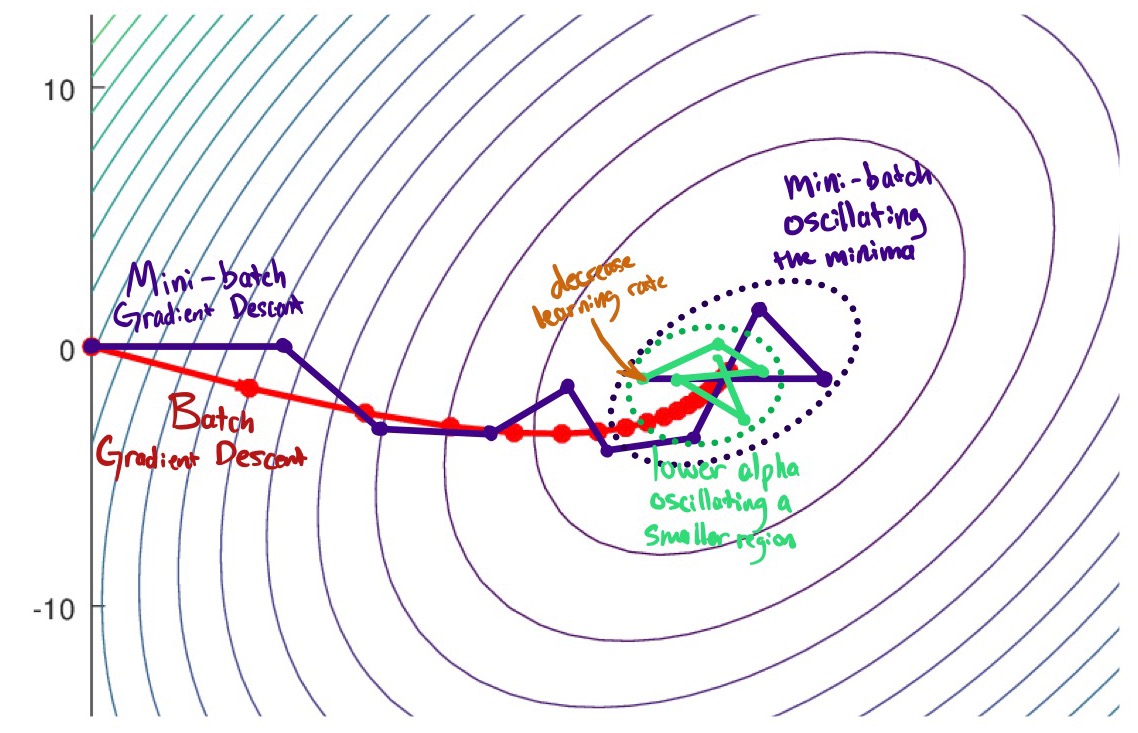 10
Mini-batch
oscillating
the minima
decrease
learning rate
Mini-batch
Gradient Descent
0
Batch
Gradient Descent
lower alpha
oscillating a
smaller region
-10